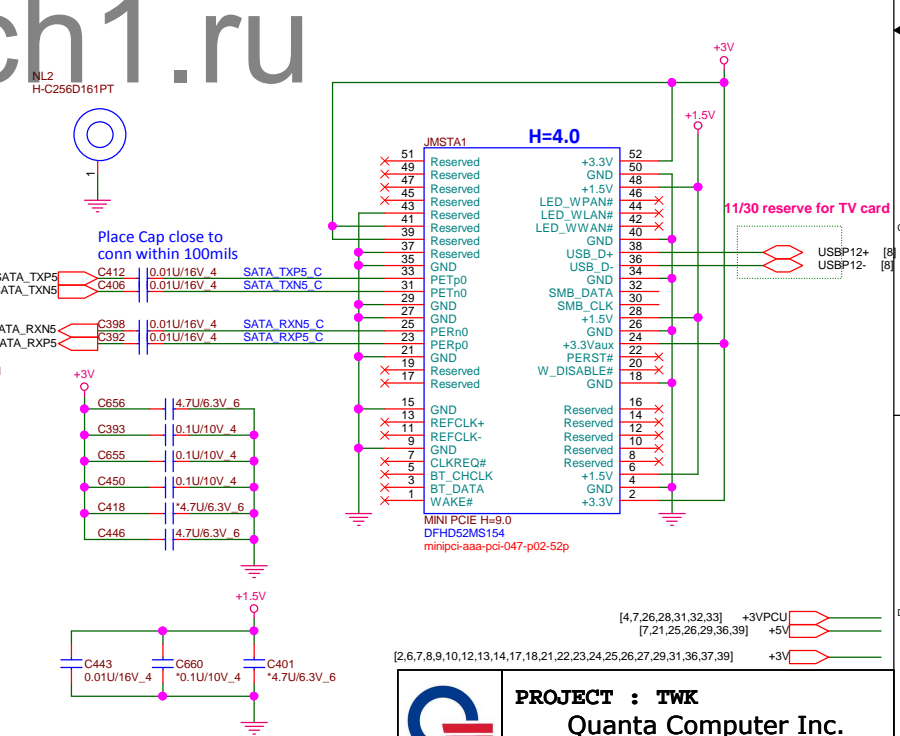 ch1.ru
NL2
H-C256D161PT
1
+3V
+1.5V
JMSTA1
H=4.0
51 Reserved +3.3V 52
49 Reserved GND 50
47 Reserved +1.5V 48
45 Reserved LED_WPAN# 46
43 Reserved LED_WLAN# 44
41 Reserved LED_WWAN# 42
39 Reserved GND 40
37 Reserved USB_D+ 38
35 GND USB_D- 36
33 PETp0 GND 34
31 PETn0 SMB_DATA 32
29 GND SMB_CLK 30
27 GND +1.5V 28
25 PERn0 GND 26
23 PERp0 +3.3Vaux 24
21 GND PERST# 22
19 Reserved W_DISABLE# 20
17 Reserved GND 18
15 GND Reserved 16
13 REFCLK+ Reserved 14
11 REFCLK- Reserved 12
9 GND Reserved 10
7 CLKREQ# Reserved 8
5 BT_CHCLK +1.5V 6
3 BT_DATA GND 4
1 WAKE# +3.3V 2
MINI PCIE H=9.0
DFHD52MS154
minipci-aaa-pci-047-p02-52p
11/30 reserve for TV card
USBP12+ [8]
USBP12- [8]
Place Cap close to
conn within 100mils
SATA_TXP5 C412 0.01U/16V_4 SATA_TXP5_C
SATA_TXN5 C406 0.01U/16V_4 SATA_TXN5_C
ATA_RXN5 C398 0.01U/16V_4 SATA_RXN5_C
ATA_RXP5 C392 0.01U/16V_4 SATA_RXP5_C
+3V
C656 4.7U/6.3V_6
C393 0.1U/10V_4
C655 0.1U/10V_4
C450 0.1U/10V_4
C418 *4.7U/6.3V_6
C446 4.7U/6.3V_6
+1.5V
C443
0.01U/16V_4
C660
*0.1U/10V_4
C401
*4.7U/6.3V_6
[4,7,26,28,31,32,33] +3VPCU
[7,21,25,26,29,36,39] +5V
[2,6,7,8,9,10,12,13,14,17,18,21,22,23,24,25,26,27,29,31,36,37,39] +3V
PROJECT : TWK
Quanta Computer Inc.